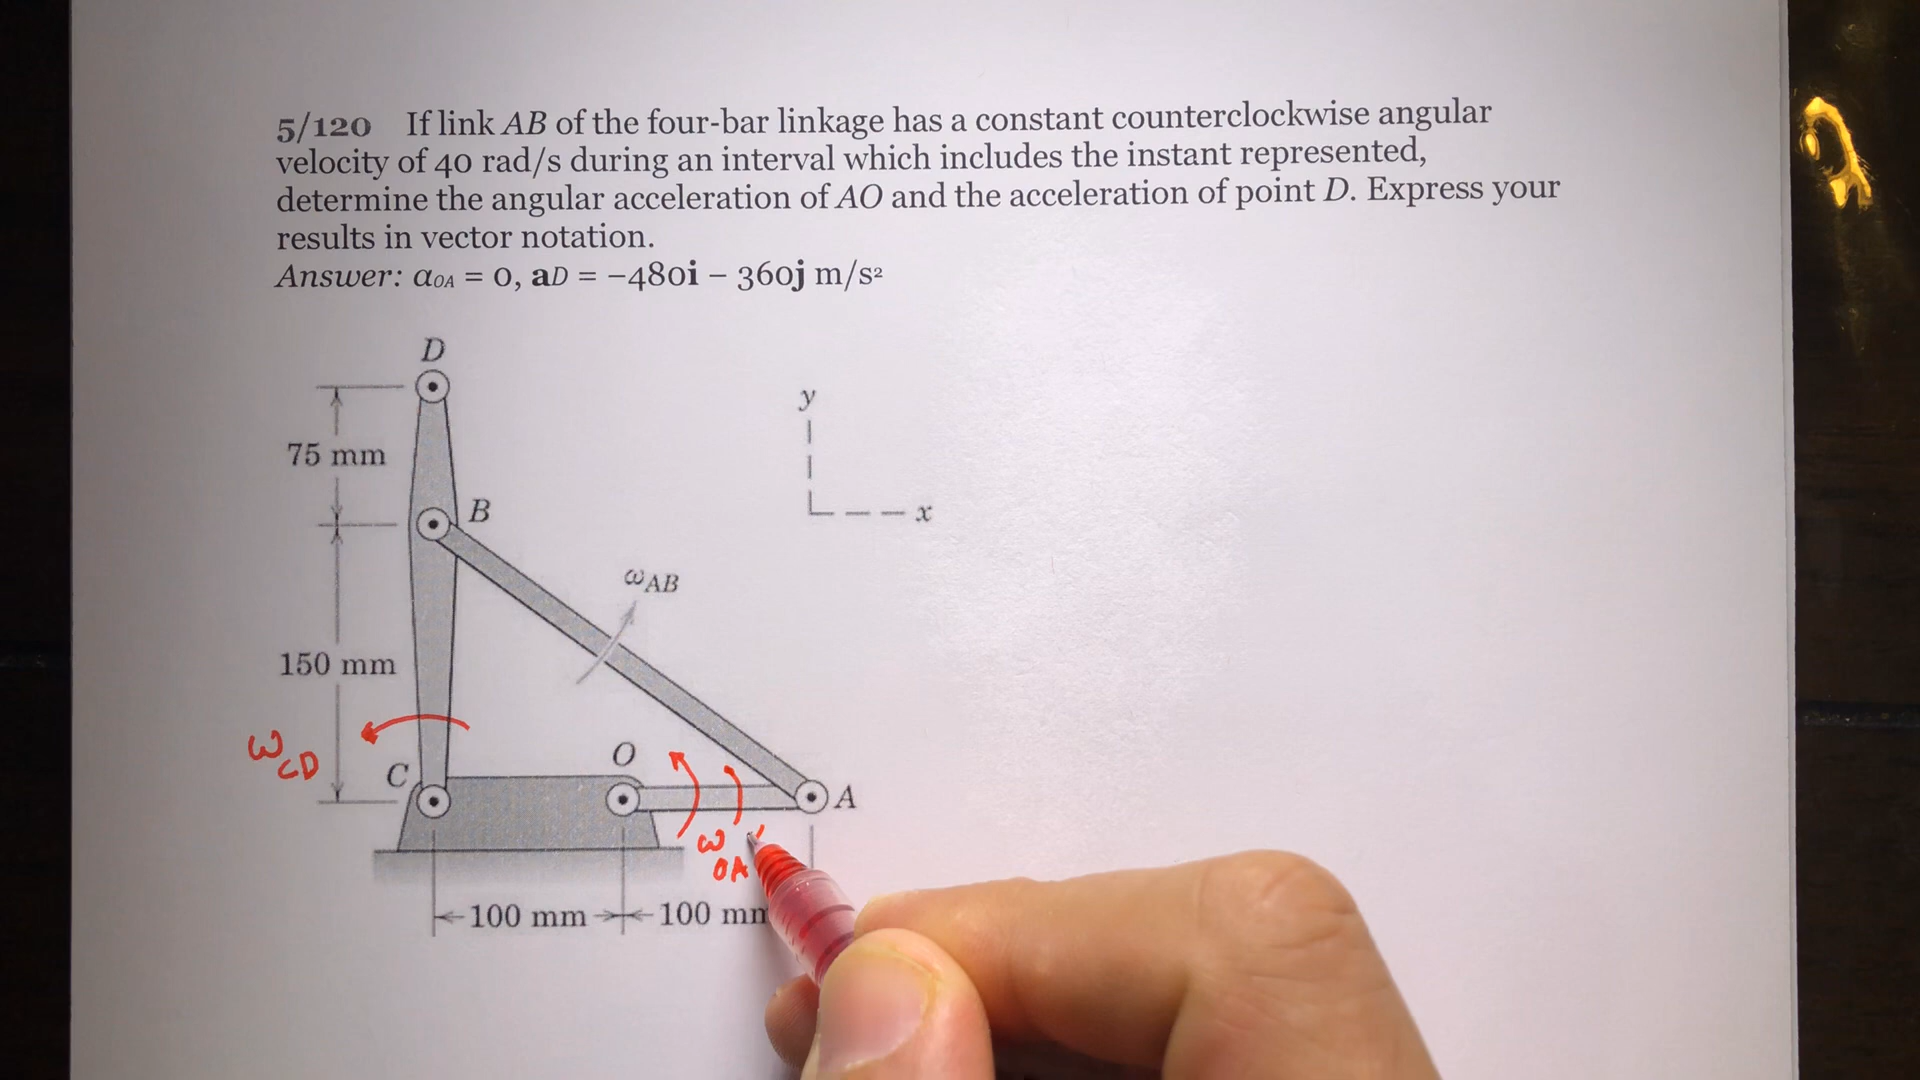 5/120 If link AB of the four-bar linkage has a constant counterclockwise angular
velocity of 40 rad/s during an interval which includes the instant represented,
determine the angular acceleration of AO and the acceleration of point D. Express your
results in vector notation.
Answer: αOA = 0, aD = −480i − 360j m/s²
D
y
75 mm
B
x
ωAB
150 mm
ωCD
O
C
A
ωOA
100 mm
100